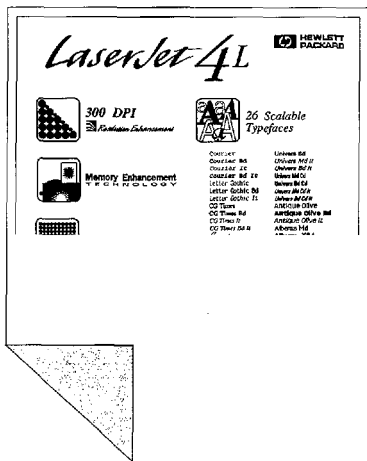 LaserJet 4L
HEWLETT
PACKARD
300 DPI
Resolution Enhancement
26 Scalable
Typefaces
Memory Enhancement
TECHNOLOGY
Courier
Courier Bd
Courier It
Courier Bd It
Letter Gothic
Letter Gothic Bd
Letter Gothic It
CG Times
CG Times Bd
CG Times It
CG Times Bd It
Univers Bd
Univers Md It
Univers Bd It
Univers Md Cd
Univers Bd Cd
Univers Md Cd It
Univers Bd Cd It
Antique Olive
Antique Olive Bd
Antique Olive It
Albertus Md